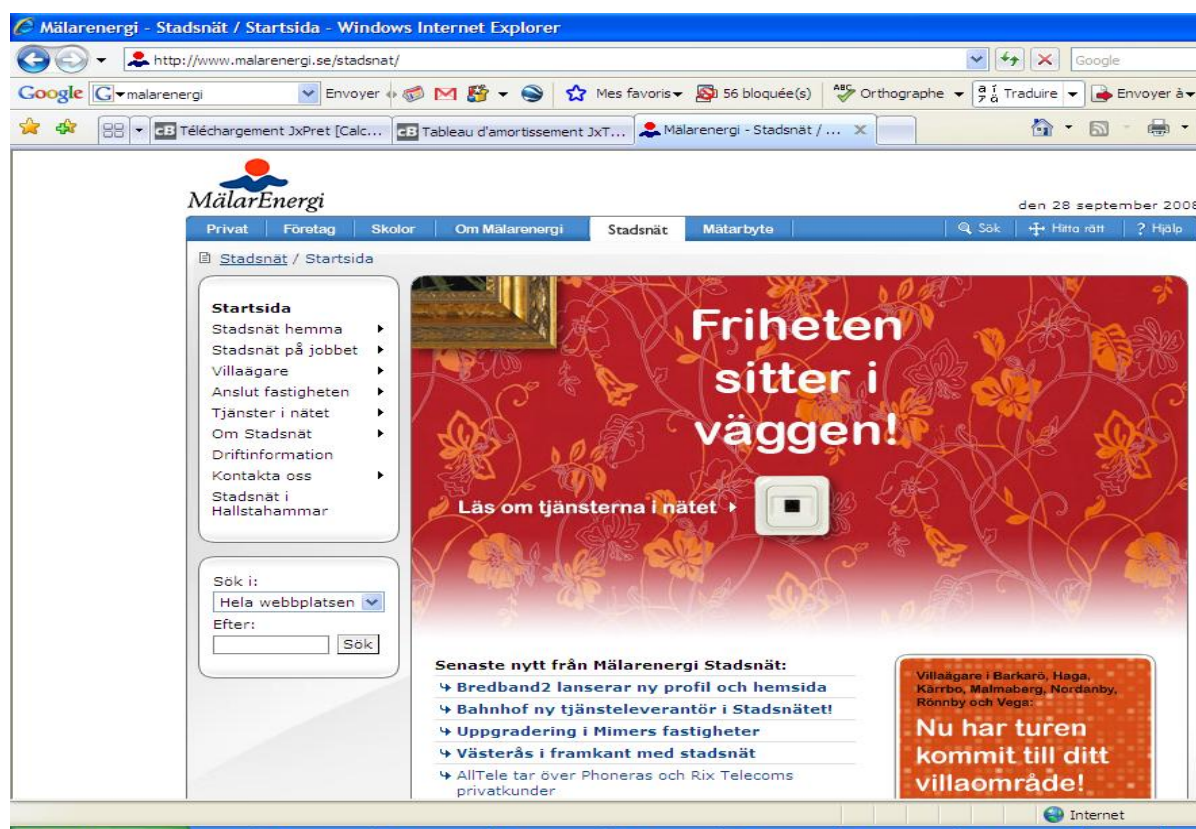 Mälarenergi - Stadsnät / Startsida - Windows Internet Explorer
http://www.malarenergi.se/stadsnat/
Google
Google G malarenergi Envoyer Mes favoris 56 bloquée(s) ABC Orthographe Traduire Envoyer à
cB Téléchargement JxPret [Calc... cB Tableau d'amortissement JxT... Mälarenergi - Stadsnät / ...
MälarEnergi
den 28 september 2008
Privat Företag Skolor Om Mälarenergi Stadsnät Mätarbyte Sök Hitta rätt ? Hjälp
Stadsnät / Startsida
Startsida
Stadsnät hemma
Stadsnät på jobbet
Villaägare
Anslut fastigheten
Tjänster i nätet
Om Stadsnät
Driftinformation
Kontakta oss
Stadsnät i
Hallstahammar
Sök i:
Hela webbplatsen
Efter:
Sök
Friheten
sitter i
väggen!
Läs om tjänsterna i nätet
Senaste nytt från Mälarenergi Stadsnät:
Bredband2 lanserar ny profil och hemsida
Bahnhof ny tjänsteleverantör i Stadsnätet!
Uppgradering i Mimers fastigheter
Västerås i framkant med stadsnät
AllTele tar över Phoneras och Rix Telecoms
privatkunder
Villaägare i Barkarö, Haga,
Kärrbo, Malmaberg, Nordanby,
Rönnby och Vega:
Nu har turen
kommit till ditt
villaområde!
Internet